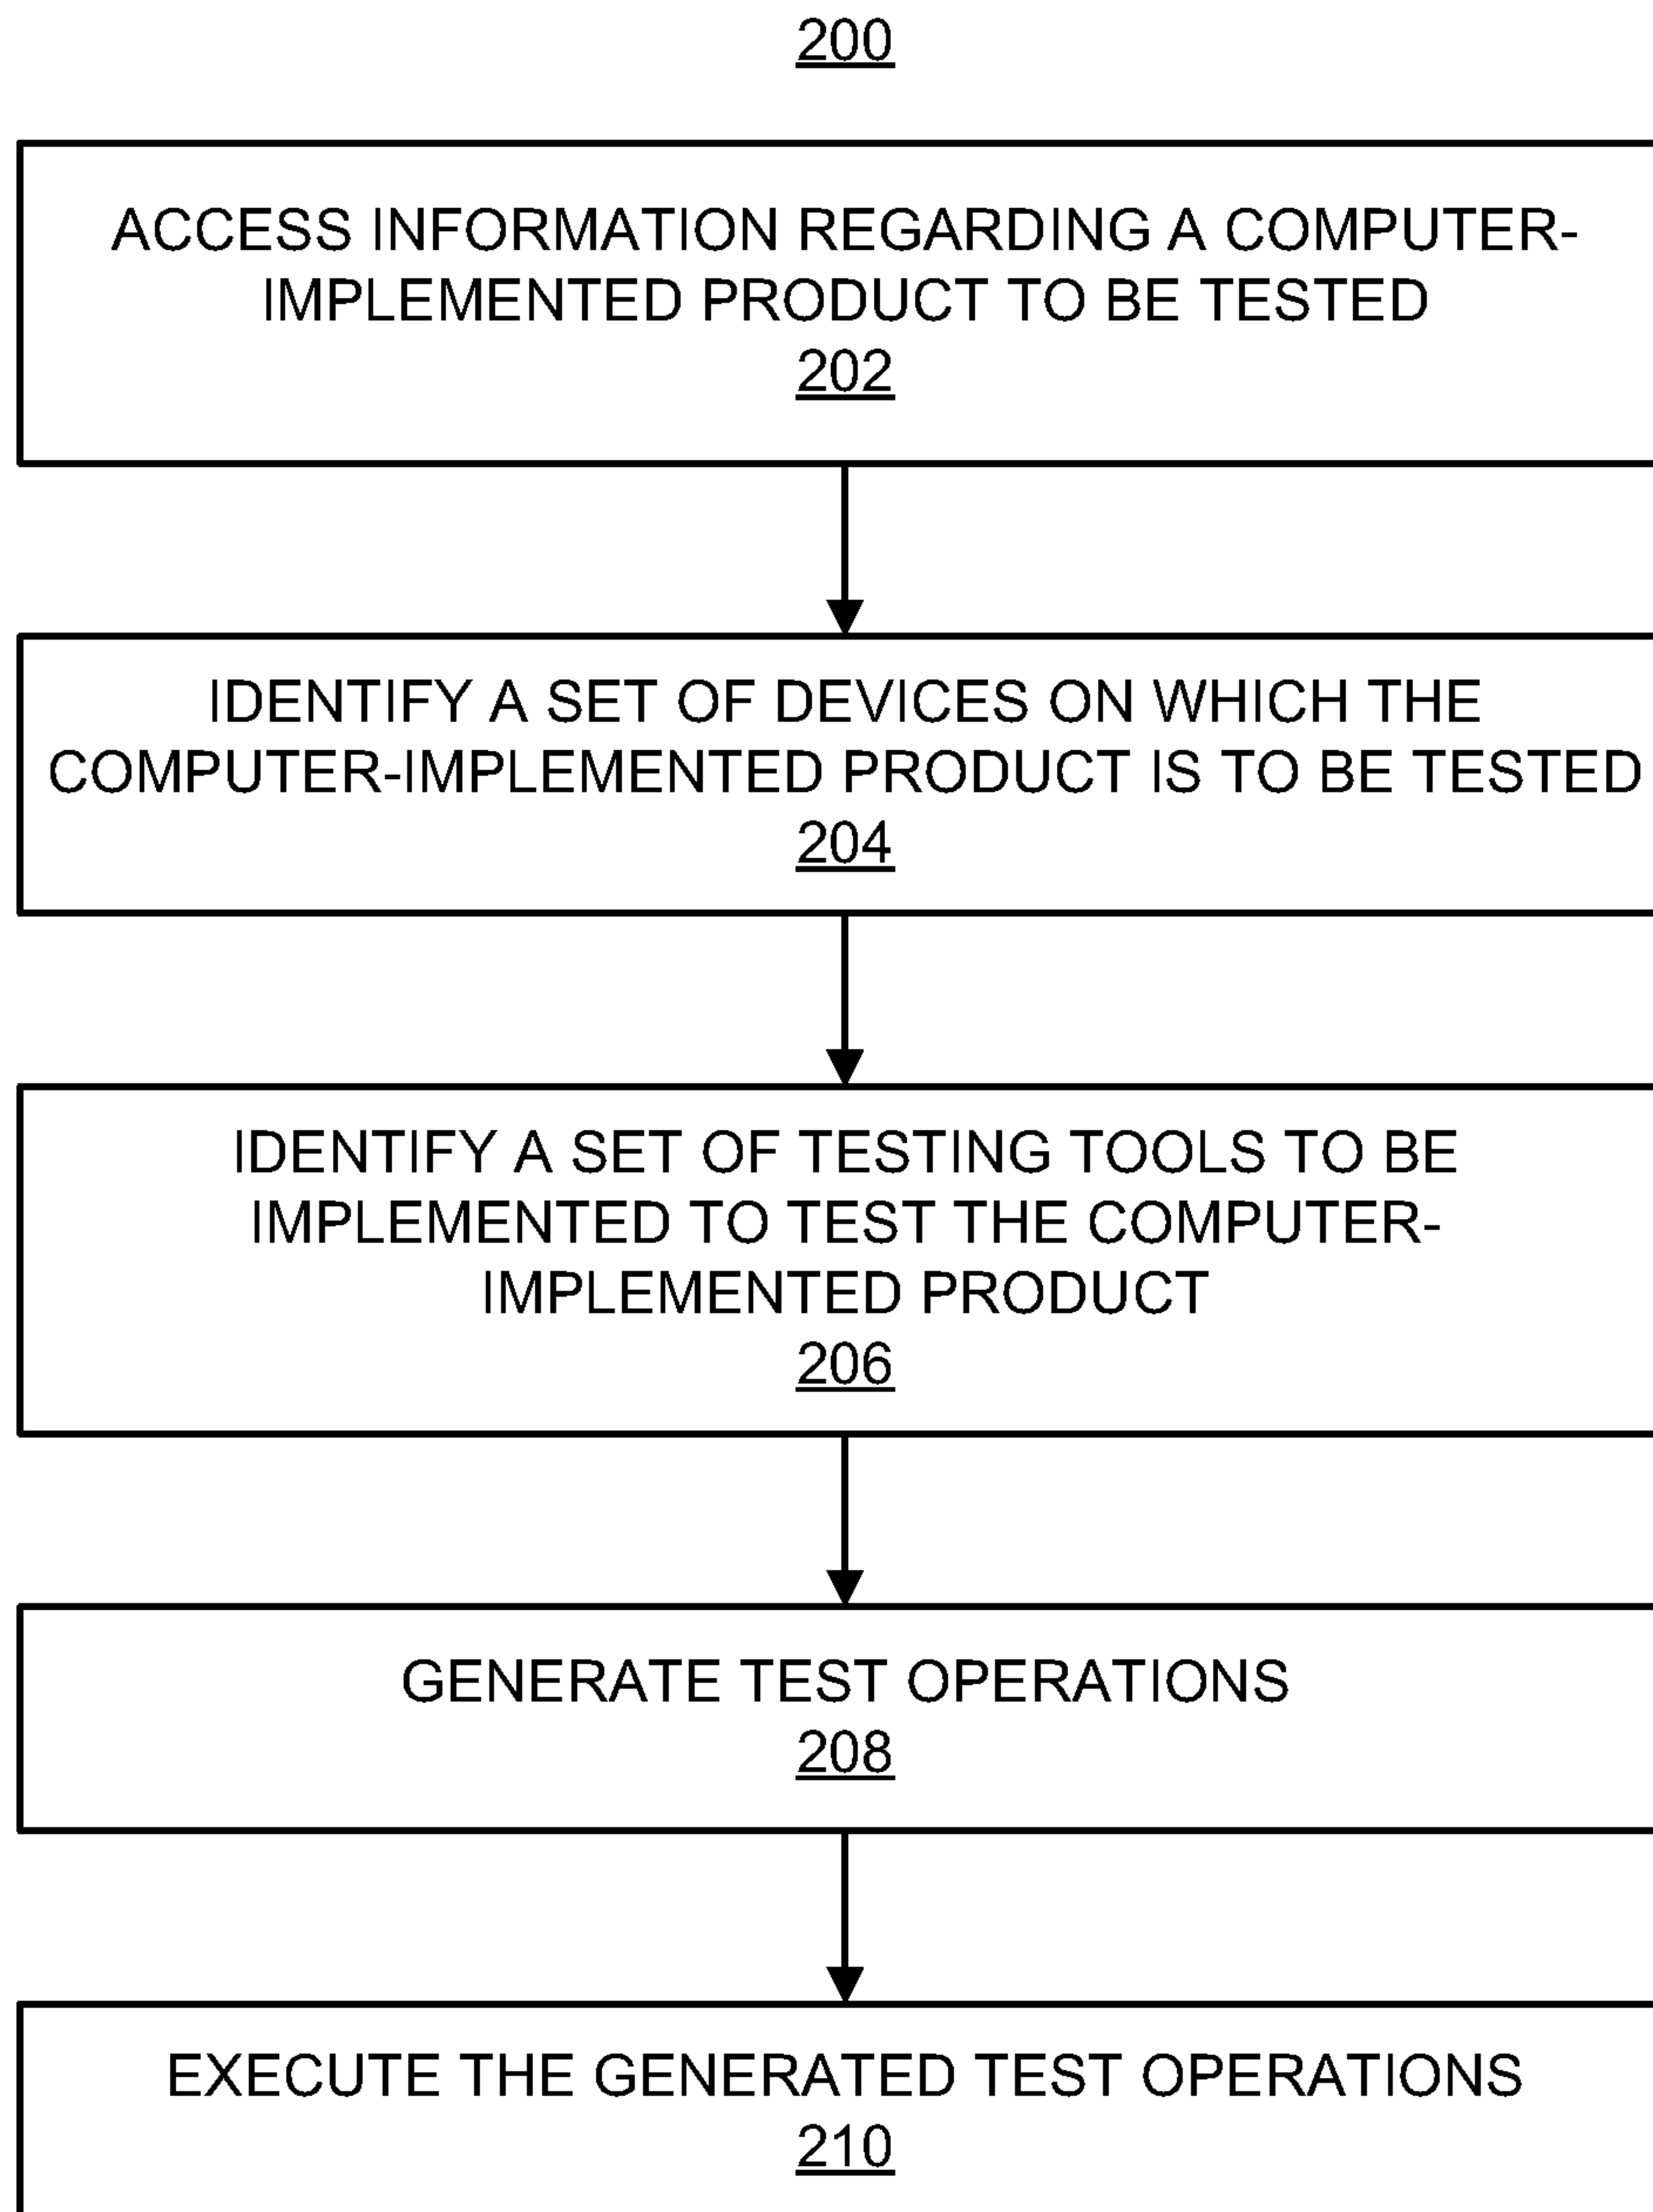 200
ACCESS INFORMATION REGARDING A COMPUTER-
IMPLEMENTED PRODUCT TO BE TESTED
202
IDENTIFY A SET OF DEVICES ON WHICH THE
COMPUTER-IMPLEMENTED PRODUCT IS TO BE TESTED
204
IDENTIFY A SET OF TESTING TOOLS TO BE
IMPLEMENTED TO TEST THE COMPUTER-
IMPLEMENTED PRODUCT
206
GENERATE TEST OPERATIONS
208
EXECUTE THE GENERATED TEST OPERATIONS
210